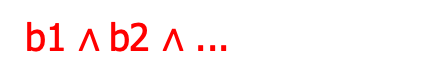 b1 ∧ b2 ∧ ...